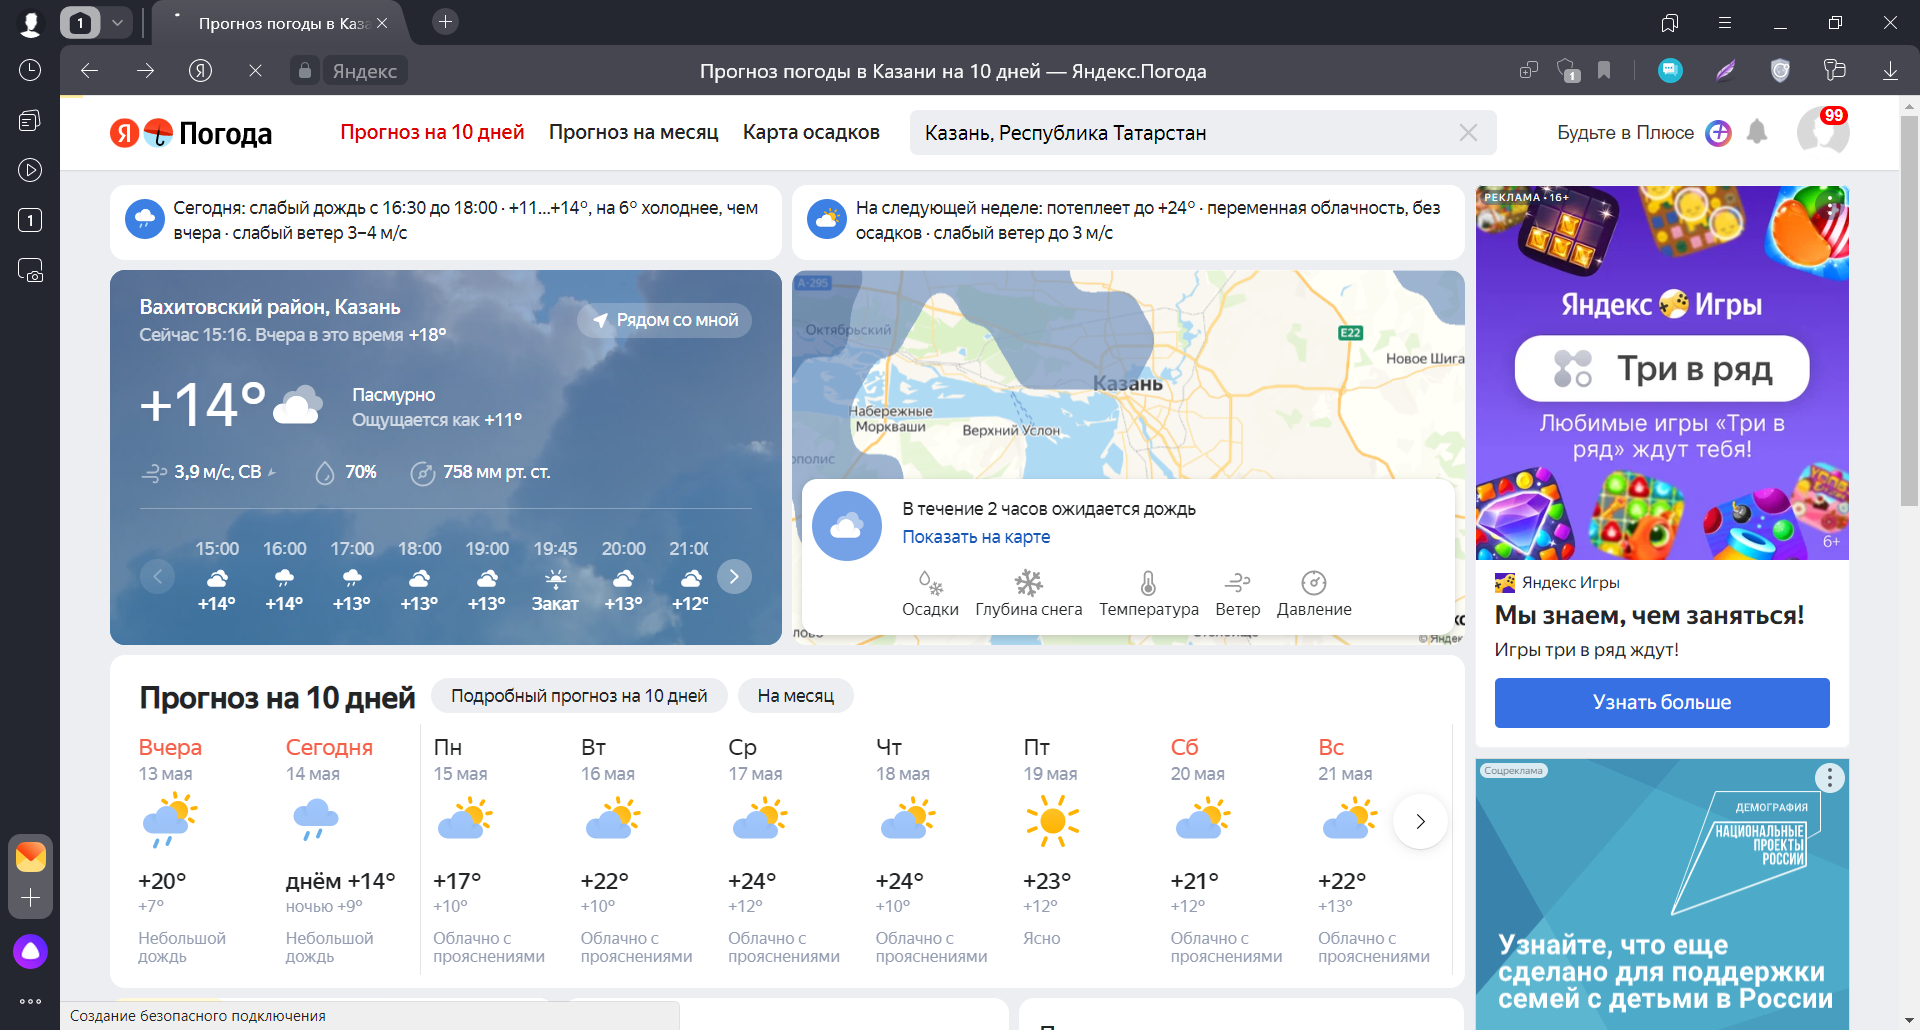 1
Прогноз погоды в Каза
Яндекс
Прогноз погоды в Казани на 10 дней — Яндекс.Погода
1
Я Погода
Прогноз на 10 дней
Прогноз на месяц
Карта осадков
Казань, Республика Татарстан
Будьте в Плюсе
99
1
Сегодня: слабый дождь с 16:30 до 18:00 · +11...+14°, на 6° холоднее, чем
вчера · слабый ветер 3–4 м/с
На следующей неделе: потеплеет до +24° · переменная облачность, без
осадков · слабый ветер до 3 м/с
Вахитовский район, Казань
Сейчас 15:16. Вчера в это время +18°
Рядом со мной
+14°
Пасмурно
Ощущается как +11°
3,9 м/с, СВ
70%
758 мм рт. ст.
15:00 16:00 17:00 18:00 19:00 19:45 20:00 21:00
+14° +14° +13° +13° +13° Закат +13° +12°
А-295
Октябрьский
E22
Новое Шига
Казань
Набережные
Моркваши
Верхний Услон
ополис
В течение 2 часов ожидается дождь
Показать на карте
Осадки
Глубина снега
Температура
Ветер
Давление
© Яндек
РЕКЛАМА • 16+
Яндекс Игры
Три в ряд
Любимые игры «Три в
ряд» ждут тебя!
6+
Яндекс Игры
Мы знаем, чем заняться!
Игры три в ряд ждут!
Узнать больше
Прогноз на 10 дней
Подробный прогноз на 10 дней
На месяц
Вчера Сегодня Пн Вт Ср Чт Пт Сб Вс
13 мая 14 мая 15 мая 16 мая 17 мая 18 мая 19 мая 20 мая 21 мая
+20° днём +14° +17° +22° +24° +24° +23° +21° +22°
+7° ночью +9° +10° +10° +12° +10° +12° +12° +13°
Небольшой Небольшой Облачно с Облачно с Облачно с Облачно с Ясно Облачно с Облачно с
дождь дождь прояснениями прояснениями прояснениями прояснениями прояснениями прояснениями
Соцреклама
ДЕМОГРАФИЯ
НАЦИОНАЛЬНЫЕ
ПРОЕКТЫ
РОССИИ
Узнайте, что еще
сделано для поддержки
семей с детьми в России
Создание безопасного подключения